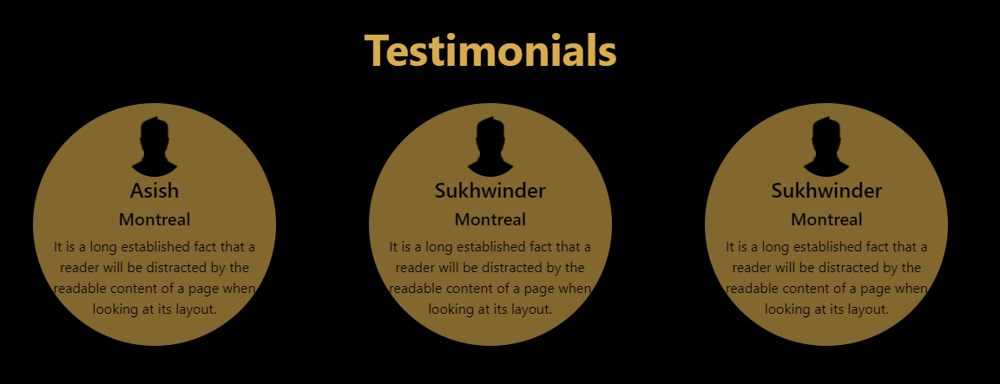 Testimonials
Asish
Montreal
It is a long established fact that a
reader will be distracted by the
readable content of a page when
looking at its layout.
Sukhwinder
Montreal
It is a long established fact that a
reader will be distracted by the
readable content of a page when
looking at its layout.
Sukhwinder
Montreal
It is a long established fact that a
reader will be distracted by the
readable content of a page when
looking at its layout.